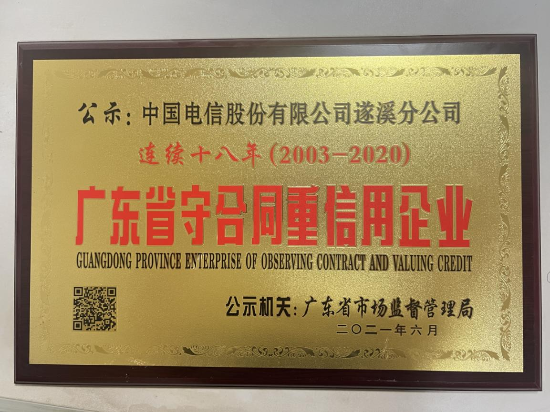 公示：中国电信股份有限公司遂溪分公司
连续十八年(2003-2020)
广东省守合同重信用企业
GUANGDONG PROVINCE ENTERPRISE OF OBSERVING CONTRACT AND VALUING CREDIT
公示机关：广东省市场监督管理局
二〇二一年六月